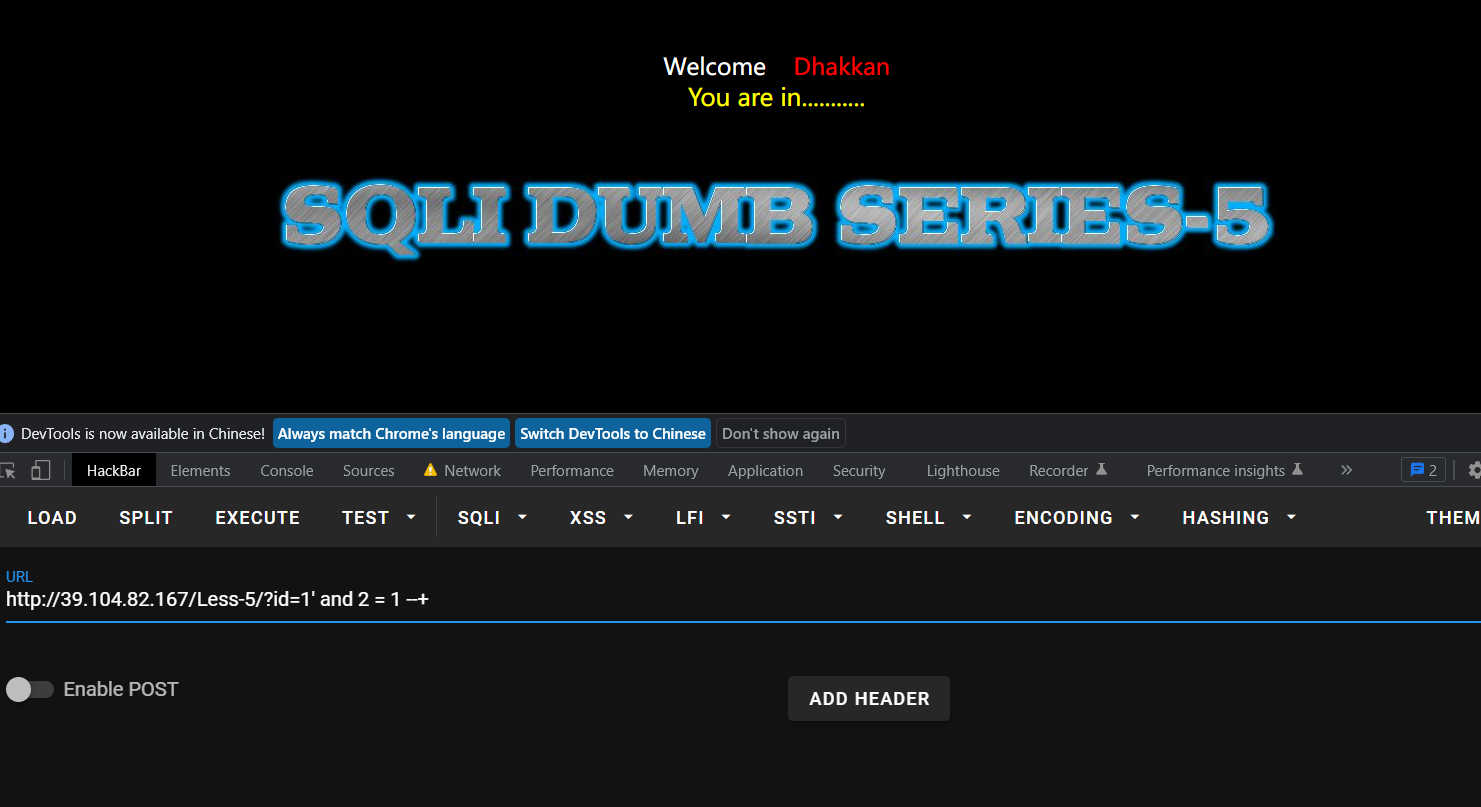 Welcome Dhakkan
You are in...........
SQLI DUMB SERIES-5
DevTools is now available in Chinese! Always match Chrome's language Switch DevTools to Chinese Don't show again
HackBar Elements Console Sources Network Performance Memory Application Security Lighthouse Recorder Performance insights » 2
LOAD SPLIT EXECUTE TEST SQLI XSS LFI SSTI SHELL ENCODING HASHING THEM
URL
http://39.104.82.167/Less-5/?id=1' and 2 = 1 --+
Enable POST ADD HEADER